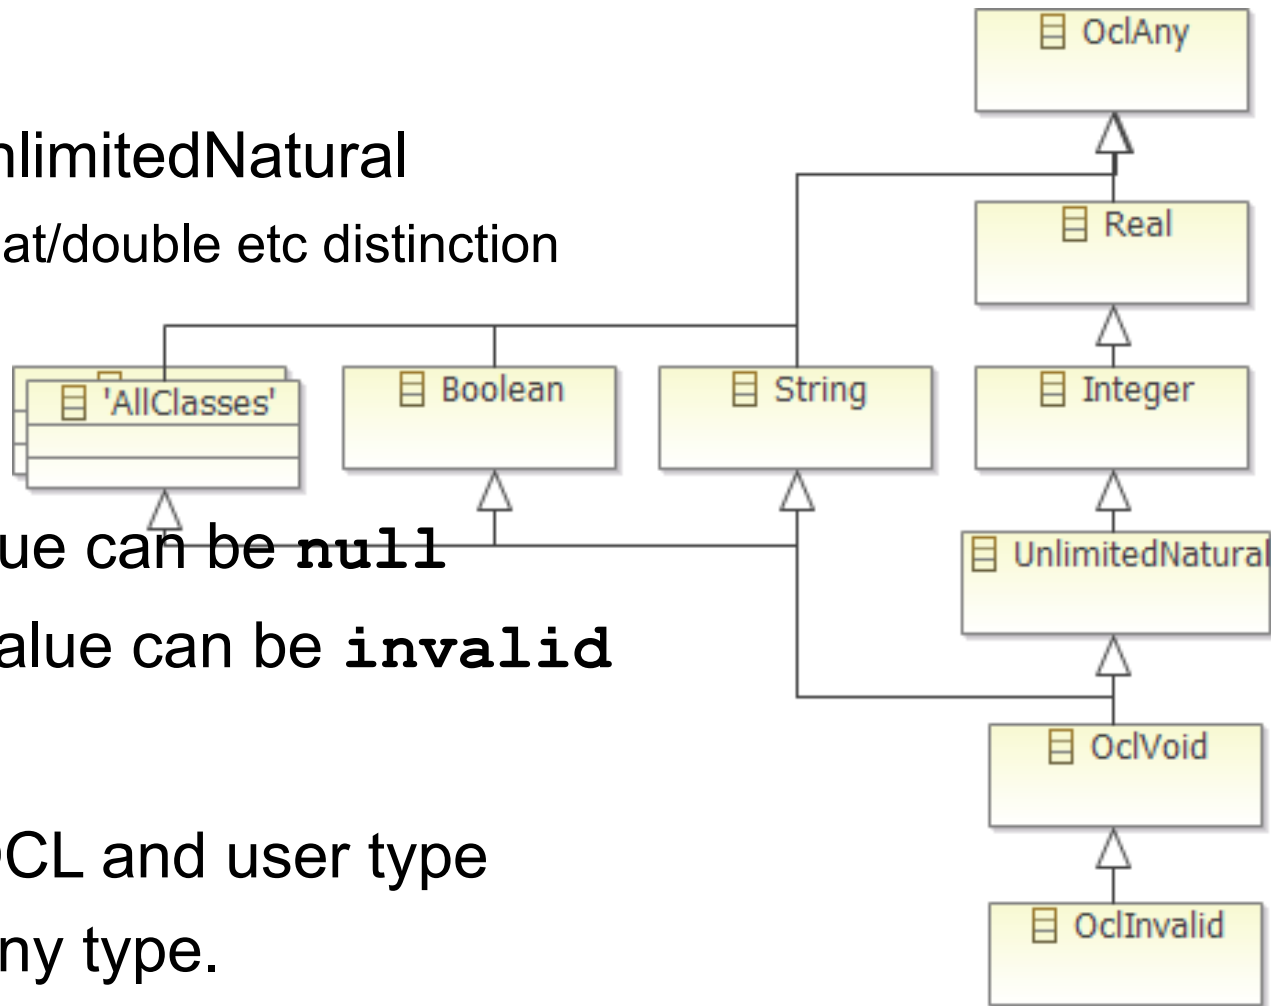 OclAny
nlimitedNatural
at/double etc distinction
Real
'AllClasses'
Boolean
String
Integer
ue can be null
UnlimitedNatural
alue can be invalid
OclVoid
OCL and user type
OclInvalid
ny type.